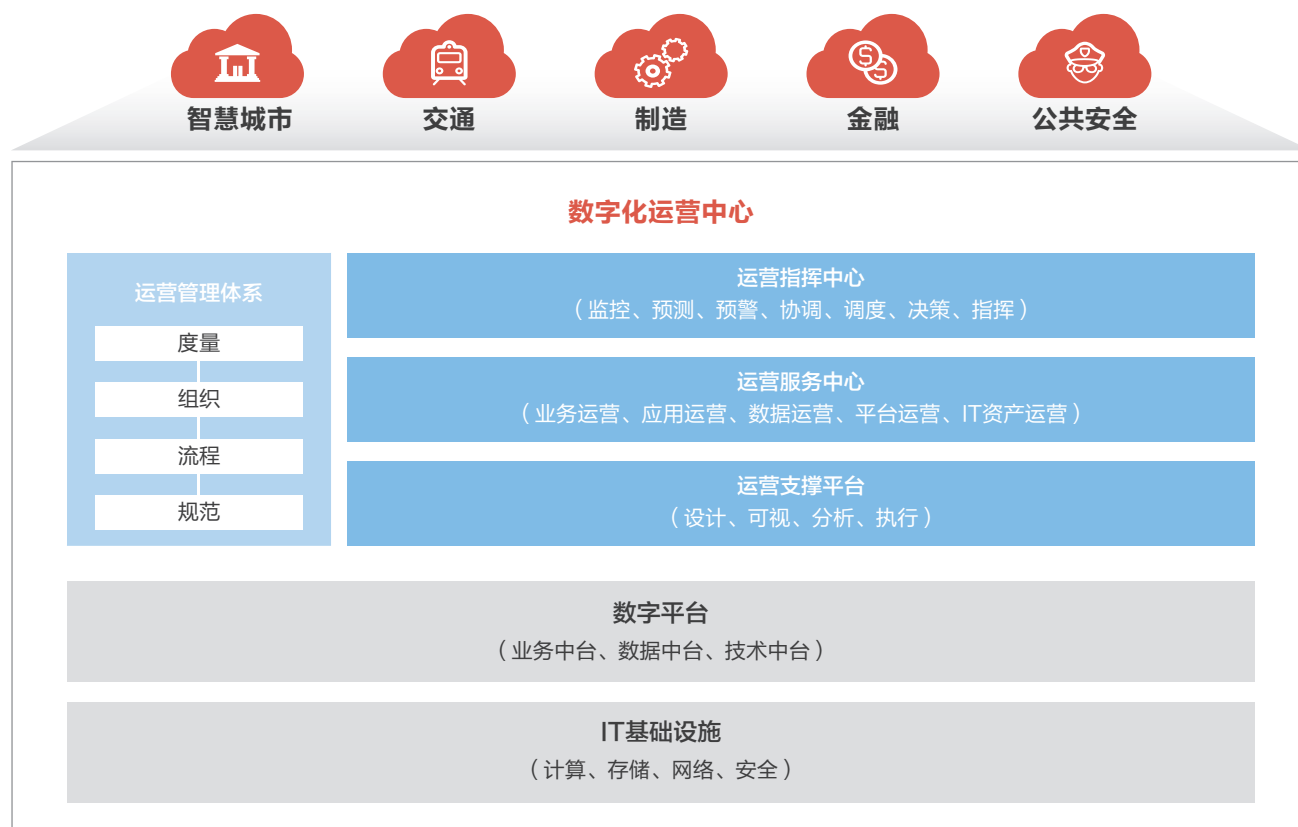 智慧城市
交通
制造
金融
公共安全
数字化运营中心
运营管理体系
度量
组织
流程
规范
运营指挥中心
（监控、预测、预警、协调、调度、决策、指挥）
运营服务中心
（业务运营、应用运营、数据运营、平台运营、IT资产运营）
运营支撑平台
（设计、可视、分析、执行）
数字平台
（业务中台、数据中台、技术中台）
IT基础设施
（计算、存储、网络、安全）